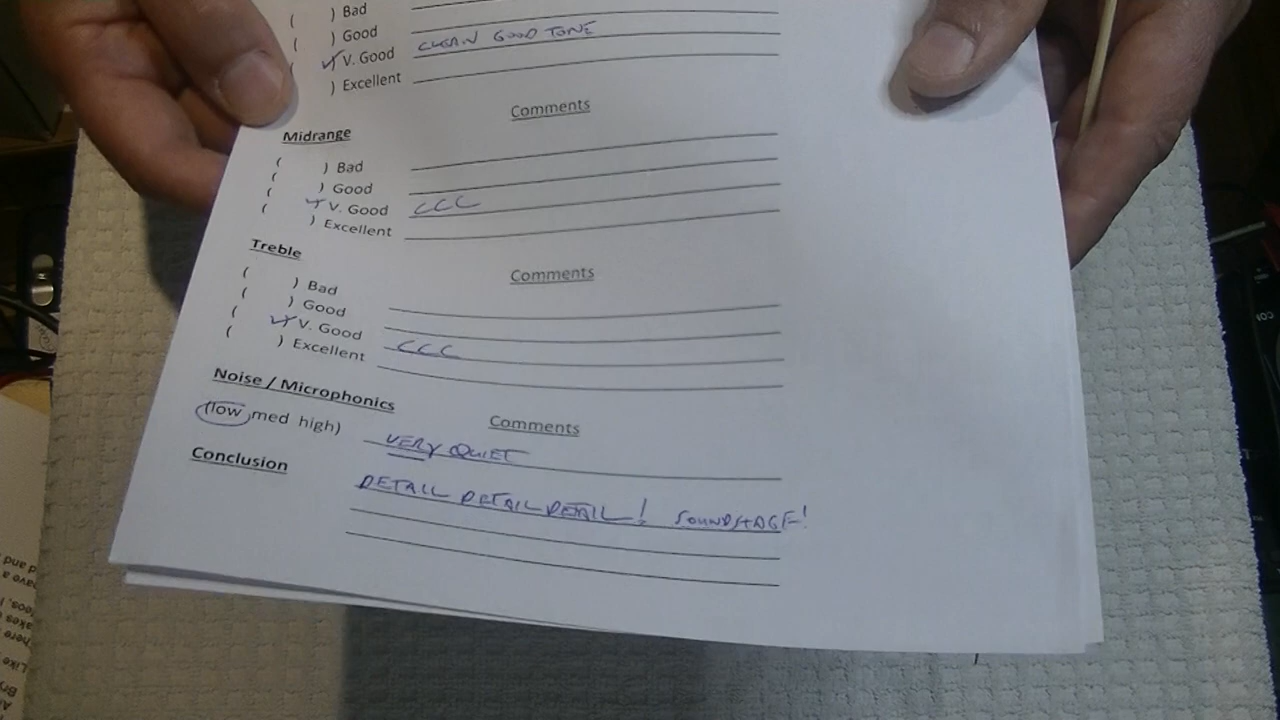 ( ) Bad
( ) Good
( ✓) V. Good CLEAN GOOD TONE
( ) Excellent
Midrange Comments
( ) Bad
( ) Good
( ✓) V. Good CCC
( ) Excellent
Treble Comments
( ) Bad
( ) Good
( ✓) V. Good
( ) Excellent CCC
Noise / Microphonics Comments
(low med high) VERY QUIET
Conclusion
DETAIL DETAIL DETAIL! SOUNDSTAGE!